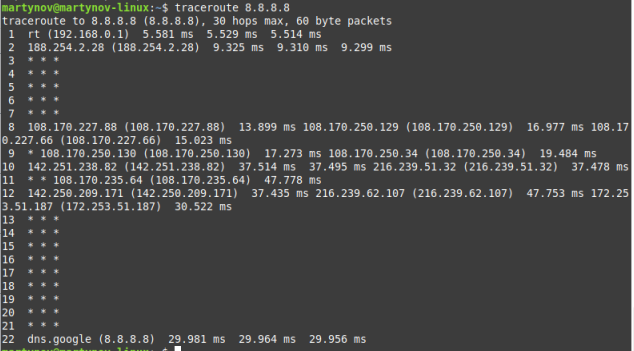 martynov@martynov-linux:~$ traceroute 8.8.8.8
traceroute to 8.8.8.8 (8.8.8.8), 30 hops max, 60 byte packets
1 rt (192.168.0.1) 5.581 ms 5.529 ms 5.514 ms
2 188.254.2.28 (188.254.2.28) 9.325 ms 9.310 ms 9.299 ms
3 * * *
4 * * *
5 * * *
6 * * *
7 * * *
8 108.170.227.88 (108.170.227.88) 13.899 ms 108.170.250.129 (108.170.250.129) 16.977 ms 108.17
0.227.66 (108.170.227.66) 15.023 ms
9 * 108.170.250.130 (108.170.250.130) 17.273 ms 108.170.250.34 (108.170.250.34) 19.484 ms
10 142.251.238.82 (142.251.238.82) 37.514 ms 37.495 ms 216.239.51.32 (216.239.51.32) 37.478 ms
11 * * 108.170.235.64 (108.170.235.64) 47.778 ms
12 142.250.209.171 (142.250.209.171) 37.435 ms 216.239.62.107 (216.239.62.107) 47.753 ms 172.25
3.51.187 (172.253.51.187) 30.522 ms
13 * * *
14 * * *
15 * * *
16 * * *
17 * * *
18 * * *
19 * * *
20 * * *
21 * * *
22 dns.google (8.8.8.8) 29.981 ms 29.964 ms 29.956 ms
martynov@martynov-linux:~$